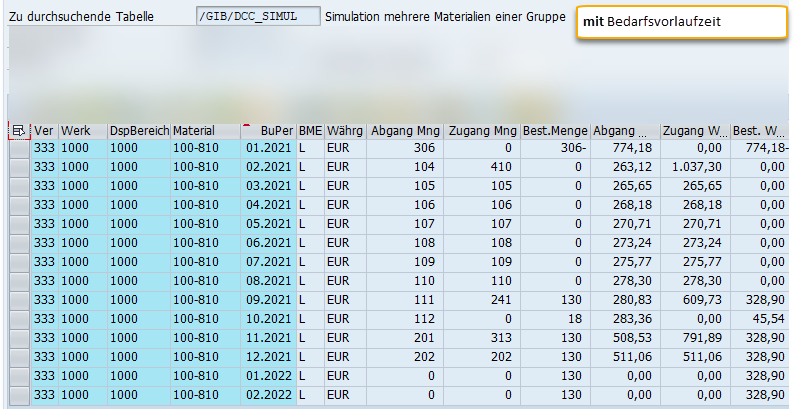 Zu durchsuchende Tabelle /GIB/DCC_SIMUL Simulation mehrere Materialien einer Gruppe mit Bedarfsvorlaufzeit
Ver Werk DspBereich Material BuPer BME Währg Abgang Mng Zugang Mng Best.Menge Abgang ... Zugang W... Best. W...
333 1000 1000 100-810 01.2021 L EUR 306 0 306- 774,18 0,00 774,18-
333 1000 1000 100-810 02.2021 L EUR 104 410 0 263,12 1.037,30 0,00
333 1000 1000 100-810 03.2021 L EUR 105 105 0 265,65 265,65 0,00
333 1000 1000 100-810 04.2021 L EUR 106 106 0 268,18 268,18 0,00
333 1000 1000 100-810 05.2021 L EUR 107 107 0 270,71 270,71 0,00
333 1000 1000 100-810 06.2021 L EUR 108 108 0 273,24 273,24 0,00
333 1000 1000 100-810 07.2021 L EUR 109 109 0 275,77 275,77 0,00
333 1000 1000 100-810 08.2021 L EUR 110 110 0 278,30 278,30 0,00
333 1000 1000 100-810 09.2021 L EUR 111 241 130 280,83 609,73 328,90
333 1000 1000 100-810 10.2021 L EUR 112 0 18 283,36 0,00 45,54
333 1000 1000 100-810 11.2021 L EUR 201 313 130 508,53 791,89 328,90
333 1000 1000 100-810 12.2021 L EUR 202 202 130 511,06 511,06 328,90
333 1000 1000 100-810 01.2022 L EUR 0 0 130 0,00 0,00 328,90
333 1000 1000 100-810 02.2022 L EUR 0 0 130 0,00 0,00 328,90